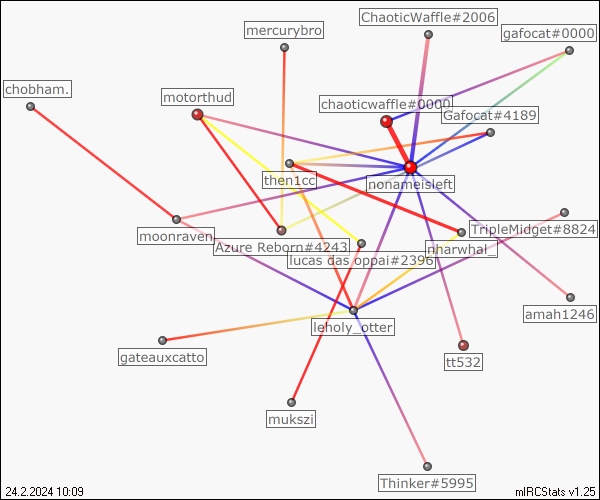 ChaoticWaffle#2006
mercurybro
gafocat#0000
chobham.
motorthud
chaoticwaffle#0000
Gafocat#4189
then1cc
nonameisleft
moonraven
Azure Reborn#4243
nharwhal_
TripleMidget#8824
lucas das oppai#2396
amah1246
leholy_otter
gateauxcatto
tt532
mukszi
Thinker#5995
24.2.2024 10:09
mIRCStats v1.25